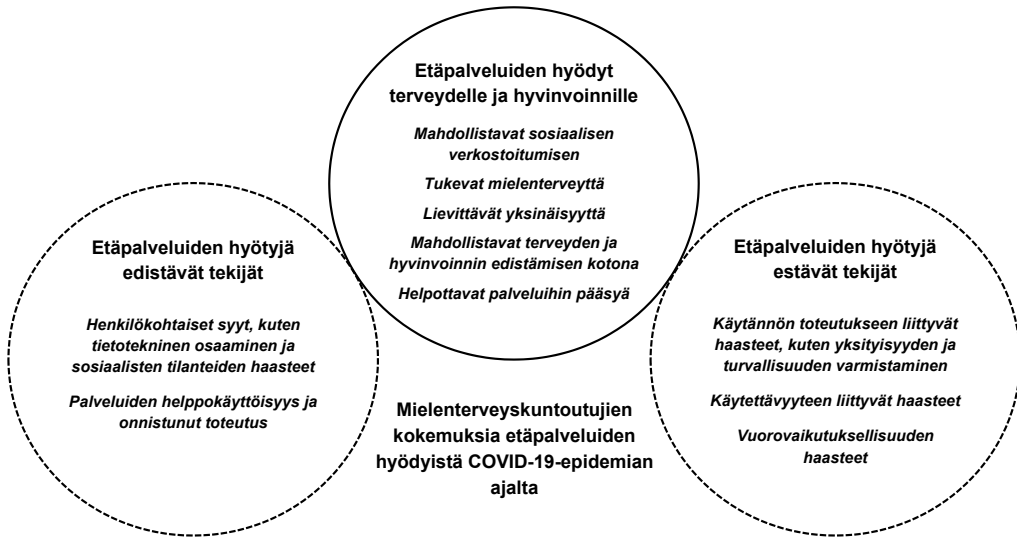 Etäpalveluiden hyödyt
terveydelle ja hyvinvoinnille
Mahdollistavat sosiaalisen
verkostoitumisen
Tukevat mielenterveyttä
Lievittävät yksinäisyyttä
Mahdollistavat terveyden ja
hyvinvoinnin edistämisen kotona
Helpottavat palveluihin pääsyä
Etäpalveluiden hyötyjä
edistävät tekijät
Henkilökohtaiset syyt, kuten
tietotekninen osaaminen ja
sosiaalisten tilanteiden haasteet
Palveluiden helppokäyttöisyys ja
onnistunut toteutus
Etäpalveluiden hyötyjä
estävät tekijät
Käytännön toteutukseen liittyvät
haasteet, kuten yksityisyyden ja
turvallisuuden varmistaminen
Käytettävyyteen liittyvät haasteet
Vuorovaikutuksellisuuden
haasteet
Mielenterveyskuntoutujien
kokemuksia etäpalveluiden
hyödyistä COVID-19-epidemian
ajalta